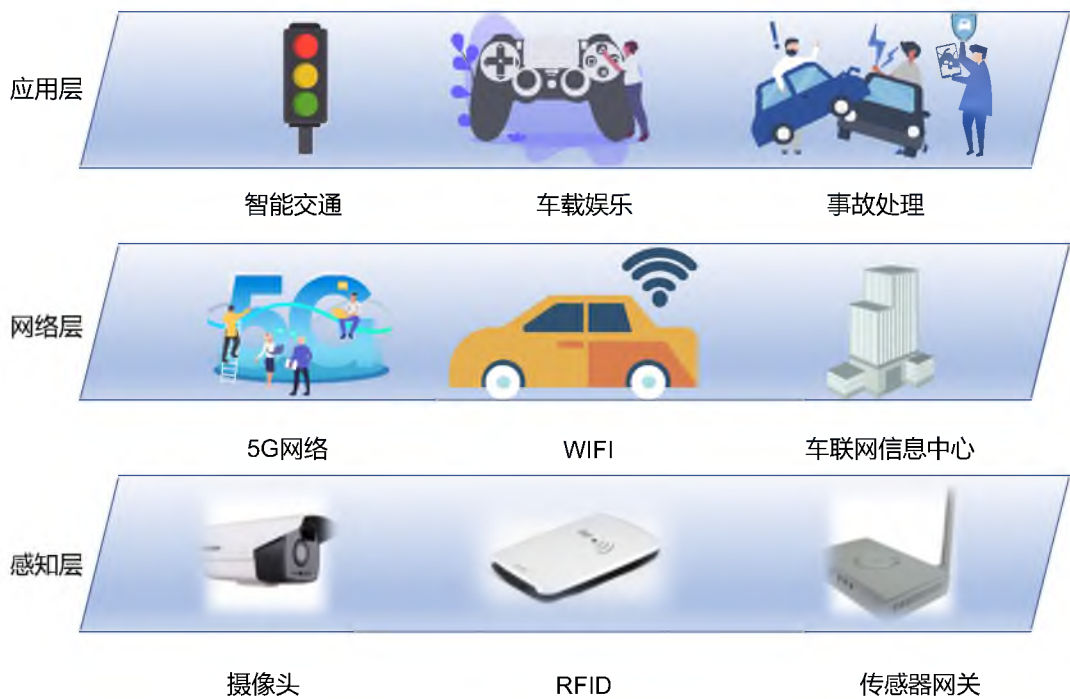 应用层
智能交通
车载娱乐
事故处理
网络层
5G网络
WIFI
车联网信息中心
感知层
摄像头
RFID
传感器网关